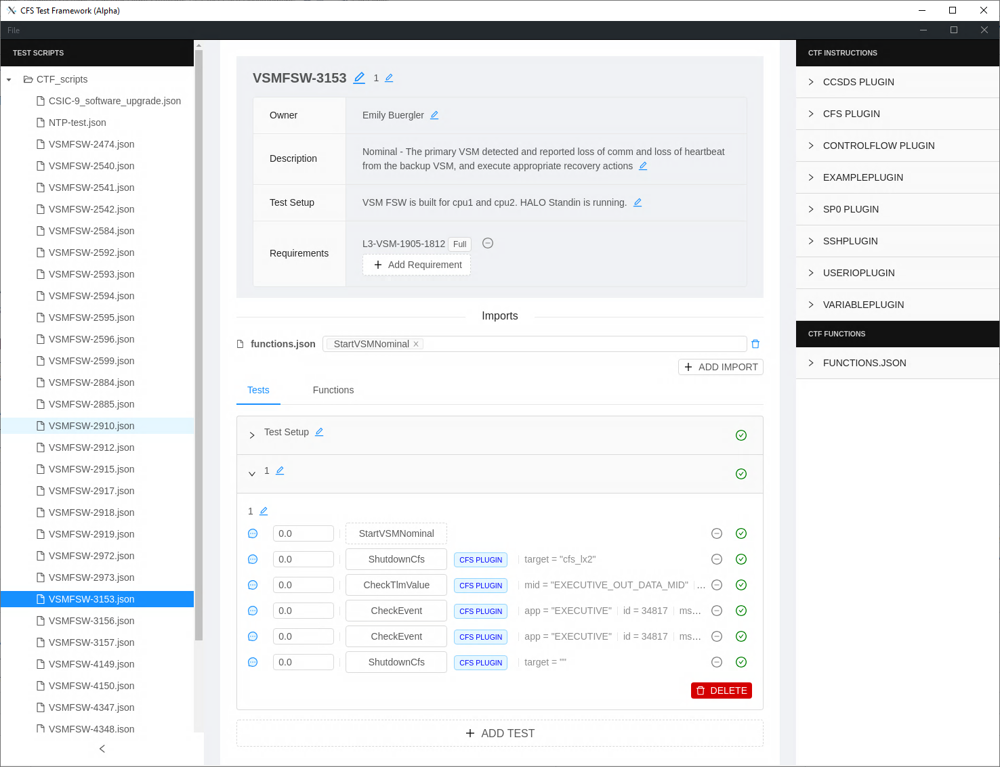 CFS Test Framework (Alpha)
File
TEST SCRIPTS
CTF_scripts
CSIC-9_software_upgrade.json
NTP-test.json
VSMFSW-2474.json
VSMFSW-2540.json
VSMFSW-2541.json
VSMFSW-2542.json
VSMFSW-2584.json
VSMFSW-2592.json
VSMFSW-2593.json
VSMFSW-2594.json
VSMFSW-2595.json
VSMFSW-2596.json
VSMFSW-2599.json
VSMFSW-2884.json
VSMFSW-2885.json
VSMFSW-2910.json
VSMFSW-2912.json
VSMFSW-2915.json
VSMFSW-2917.json
VSMFSW-2918.json
VSMFSW-2919.json
VSMFSW-2972.json
VSMFSW-2973.json
VSMFSW-3153.json
VSMFSW-3156.json
VSMFSW-3157.json
VSMFSW-4149.json
VSMFSW-4150.json
VSMFSW-4347.json
VSMFSW-4348.json
VSMFSW-3153 1
Owner Emily Buergler
Description Nominal - The primary VSM detected and reported loss of comm and loss of heartbeat
from the backup VSM, and execute appropriate recovery actions
Test Setup VSM FSW is built for cpu1 and cpu2. HALO Standin is running.
Requirements L3-VSM-1905-1812 Full
Add Requirement
Imports
functions.json StartVSMNominal
ADD IMPORT
Tests Functions
Test Setup
1
1
0.0 StartVSMNominal
0.0 ShutdownCfs CFS PLUGIN target = "cfs_lx2"
0.0 CheckTlmValue CFS PLUGIN mid = "EXECUTIVE_OUT_DATA_MID" ...
0.0 CheckEvent CFS PLUGIN app = "EXECUTIVE" id = 34817 ms...
0.0 CheckEvent CFS PLUGIN app = "EXECUTIVE" id = 34817 ms...
0.0 ShutdownCfs CFS PLUGIN target = ""
DELETE
ADD TEST
CTF INSTRUCTIONS
CCSDS PLUGIN
CFS PLUGIN
CONTROLFLOW PLUGIN
EXAMPLEPLUGIN
SP0 PLUGIN
SSHPLUGIN
USERIOPLUGIN
VARIABLEPLUGIN
CTF FUNCTIONS
FUNCTIONS.JSON